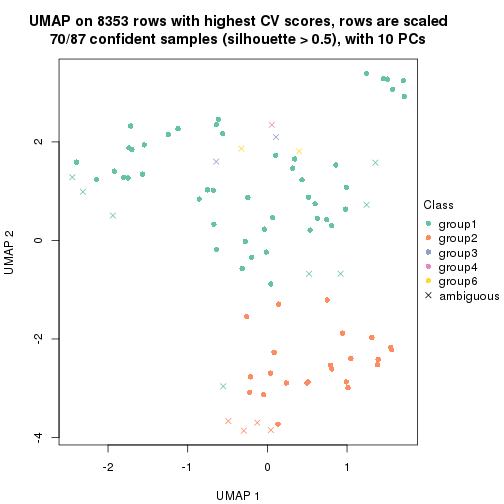 UMAP on 8353 rows with highest CV scores, rows are scaled
70/87 confident samples (silhouette > 0.5), with 10 PCs
UMAP 2
2
0
-2
-4
-2
-1
0
1
UMAP 1
Class
group1
group2
group3
group4
group6
ambiguous